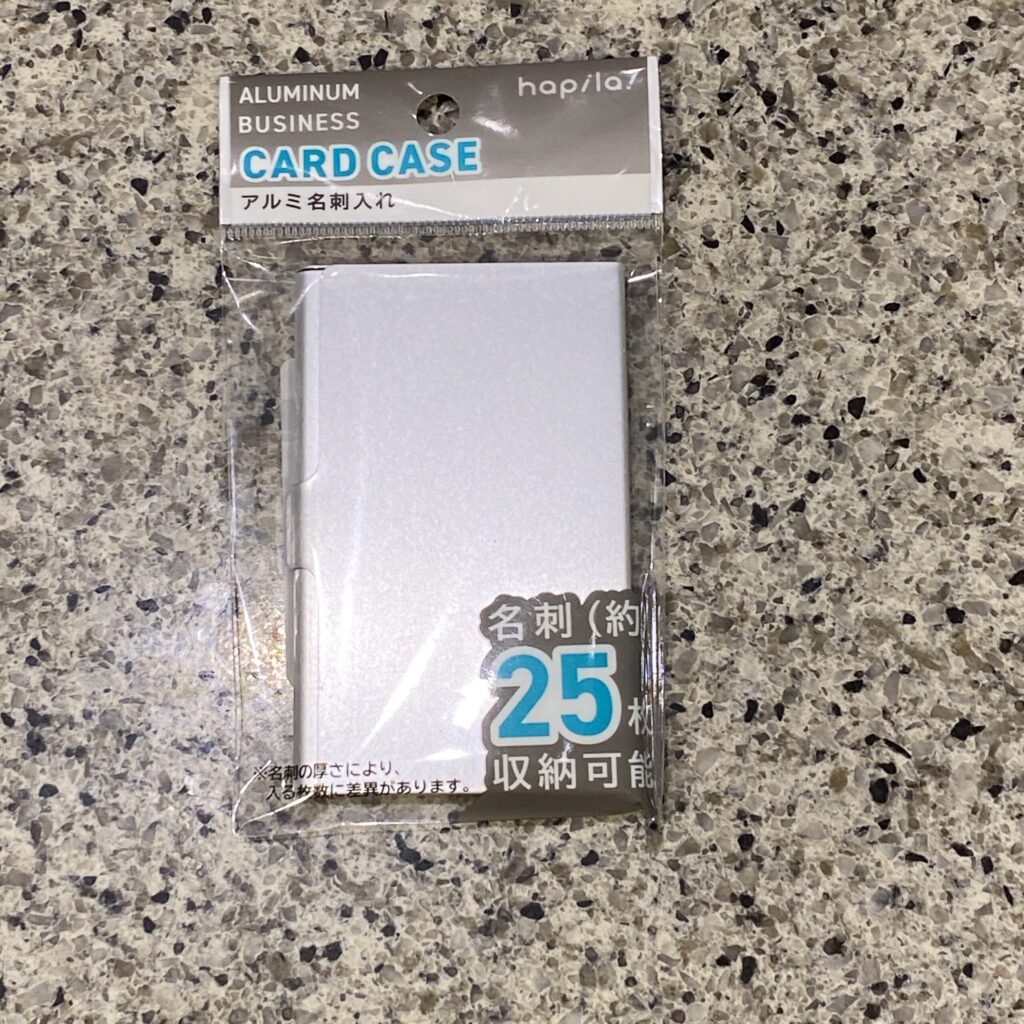 ALUMINUM
hapila!
BUSINESS
CARD CASE
アルミ名刺入れ
名刺(約)
25枚
収納可能
※名刺の厚さにより、
入る枚数に差異があります。